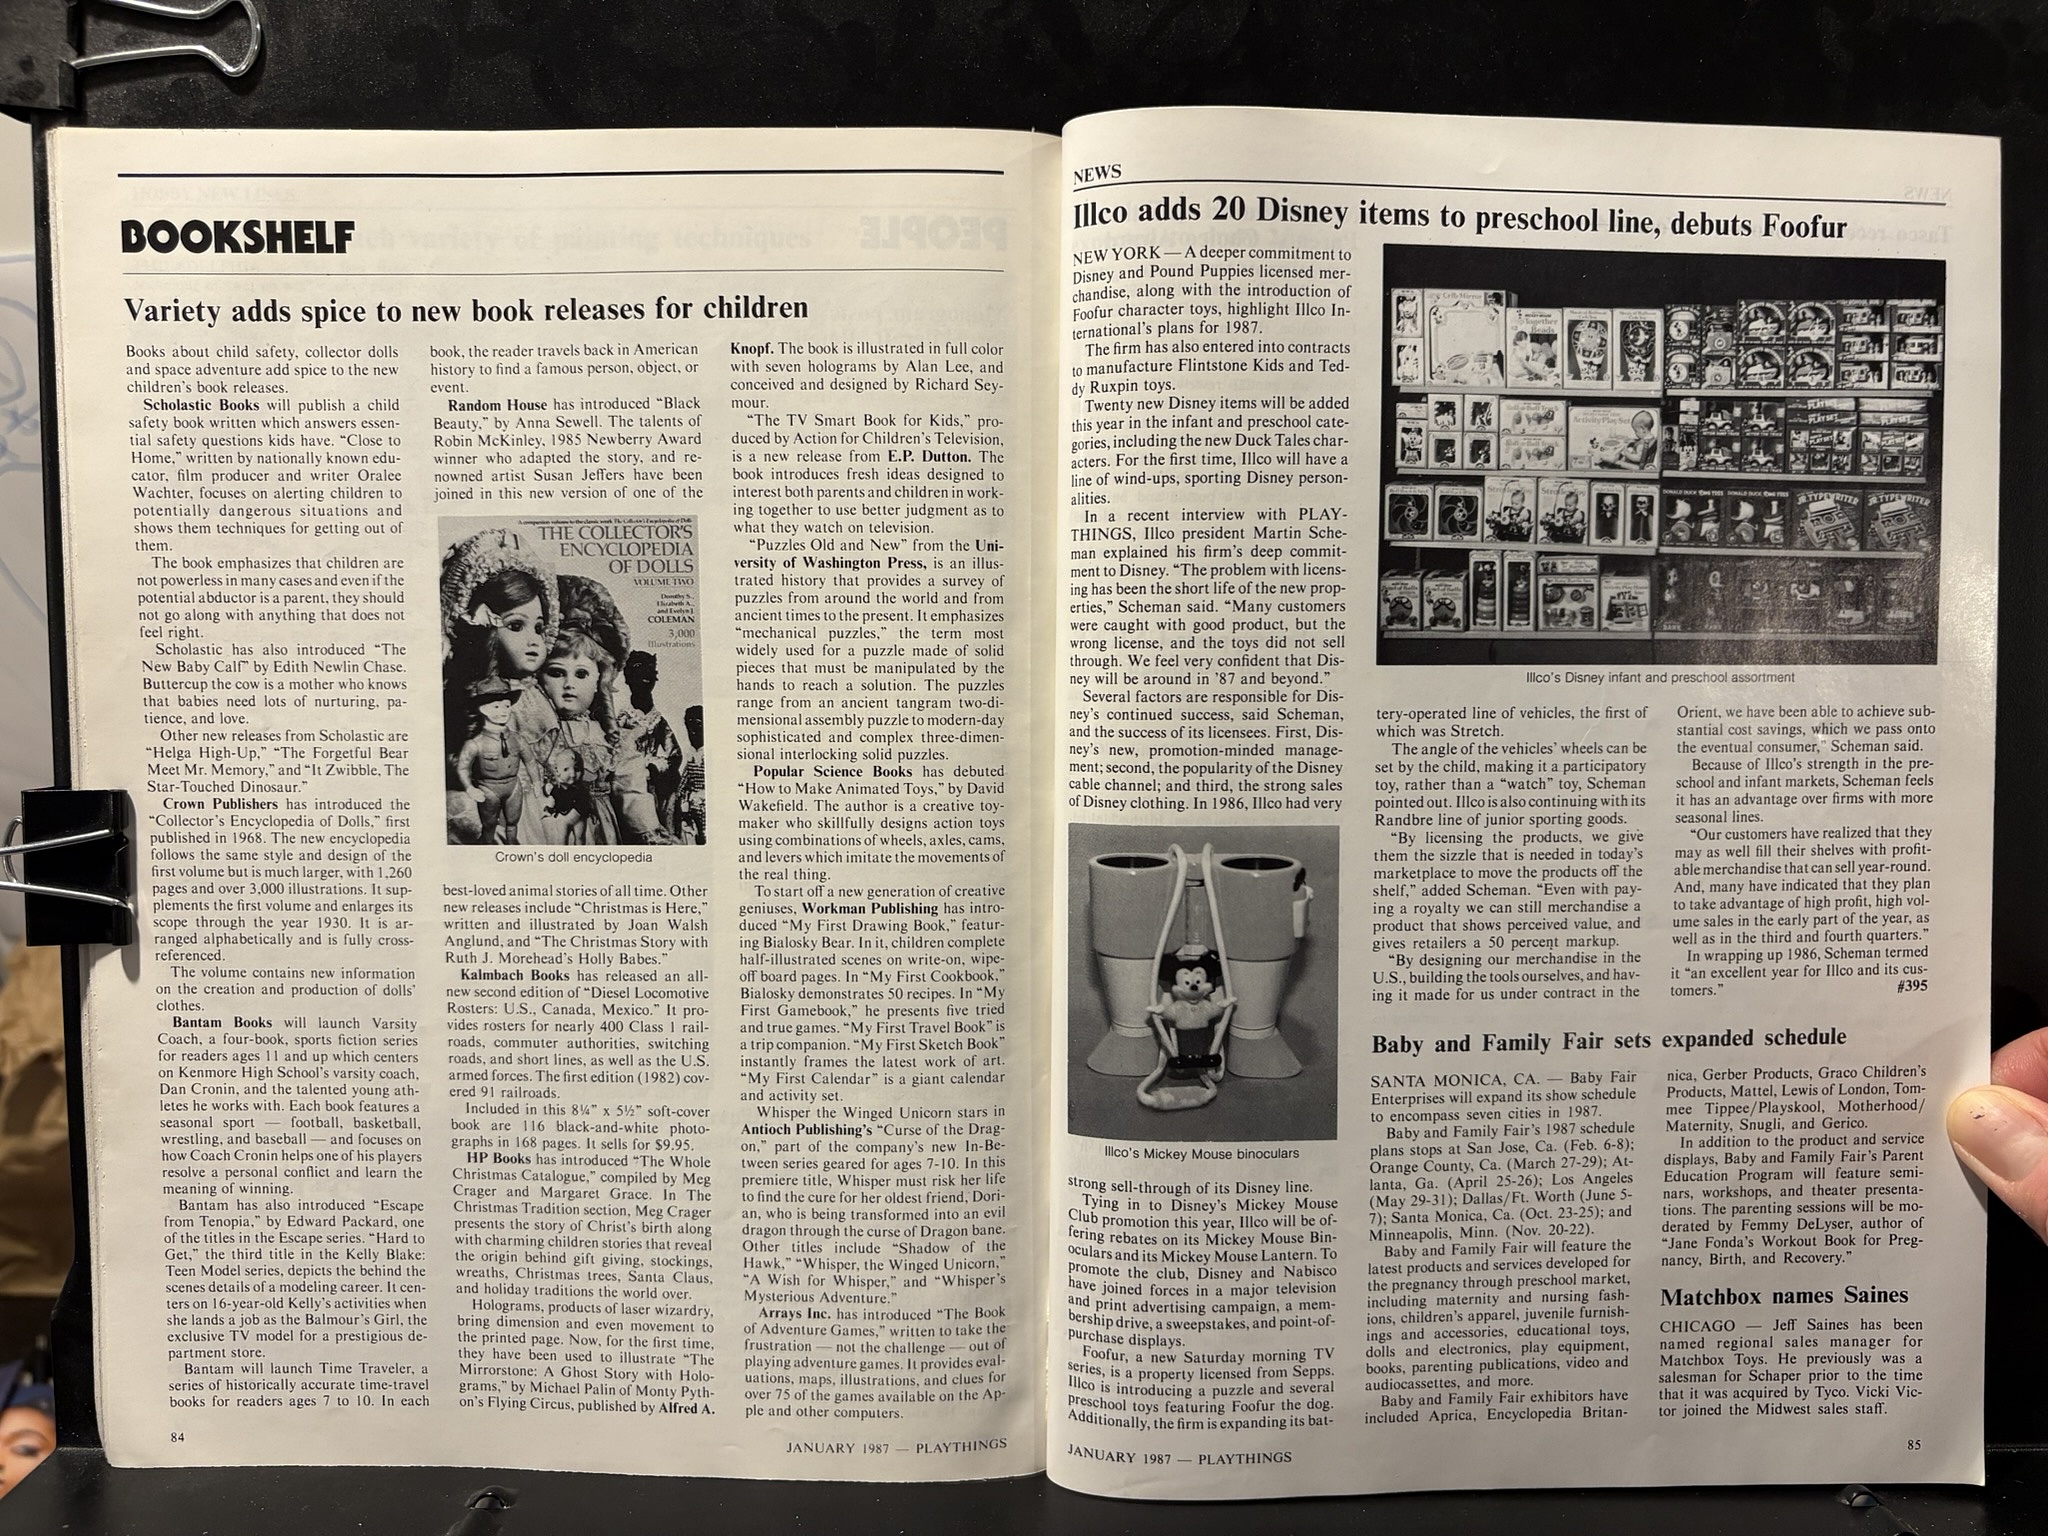 BOOKSHELF
Variety adds spice to new book releases for children
Books about child safety, collector dolls
and space adventure add spice to the new
children's book releases.
Scholastic Books will publish a child
safety book written which answers essen-
tial safety questions kids have. “Close to
Home,” written by nationally known edu-
cator, film producer and writer Oralee
Wachter, focuses on alerting children to
potentially dangerous situations and
shows them techniques for getting out of
them.
The book emphasizes that children are
not powerless in many cases and even if the
potential abductor is a parent, they should
not go along with anything that does not
feel right.
Scholastic has also introduced “The
New Baby Calf” by Edith Newlin Chase.
Buttercup the cow is a mother who knows
that babies need lots of nurturing, pa-
tience, and love.
Other new releases from Scholastic are
“Helga High-Up,” “The Forgetful Bear
Meet Mr. Memory,” and “It Zwibble, The
Star-Touched Dinosaur.”
Crown Publishers has introduced the
“Collector's Encyclopedia of Dolls,” first
published in 1968. The new encyclopedia
follows the same style and design of the
first volume but is much larger, with 1,260
pages and over 3,000 illustrations. It sup-
plements the first volume and enlarges its
scope through the year 1930. It is ar-
ranged alphabetically and is fully cross-
referenced.
The volume contains new information
on the creation and production of dolls'
clothes.
Bantam Books will launch Varsity
Coach, a four-book, sports fiction series
for readers ages 11 and up which centers
on Kenmore High School's varsity coach,
Dan Cronin, and the talented young ath-
letes he works with. Each book features a
seasonal sport — football, basketball,
wrestling, and baseball — and focuses on
how Coach Cronin helps one of his players
resolve a personal conflict and learn the
meaning of winning.
Bantam has also introduced “Escape
from Tenopia,” by Edward Packard, one
of the titles in the Escape series. “Hard to
Get,” the third title in the Kelly Blake:
Teen Model series, depicts the behind the
scenes details of a modeling career. It cen-
ters on 16-year-old Kelly's activities when
she lands a job as the Balmour's Girl, the
exclusive TV model for a prestigious de-
partment store.
Bantam will launch Time Traveler, a
series of historically accurate time-travel
books for readers ages 7 to 10. In each
book, the reader travels back in American
history to find a famous person, object, or
event.
Random House has introduced “Black
Beauty,” by Anna Sewell. The talents of
Robin McKinley, 1985 Newberry Award
winner who adapted the story, and re-
nowned artist Susan Jeffers have been
joined in this new version of one of the
A companion volume to the classic work The Collector's Encyclopedia of Dolls
THE COLLECTOR'S
ENCYCLOPEDIA
OF DOLLS
VOLUME TWO
Dorothy S.,
Elizabeth A.,
and Evelyn J.
COLEMAN
3,000
Illustrations
Crown's doll encyclopedia
best-loved animal stories of all time. Other
new releases include “Christmas is Here,”
written and illustrated by Joan Walsh
Anglund, and “The Christmas Story with
Ruth J. Morehead's Holly Babes.”
Kalmbach Books has released an all-
new second edition of “Diesel Locomotive
Rosters: U.S., Canada, Mexico.” It pro-
vides rosters for nearly 400 Class 1 rail-
roads, commuter authorities, switching
roads, and short lines, as well as the U.S.
armed forces. The first edition (1982) cov-
ered 91 railroads.
Included in this 8¼” x 5½” soft-cover
book are 116 black-and-white photo-
graphs in 168 pages. It sells for $9.95.
HP Books has introduced “The Whole
Christmas Catalogue,” compiled by Meg
Crager and Margaret Grace. In The
Christmas Tradition section, Meg Crager
presents the story of Christ's birth along
with charming children stories that reveal
the origin behind gift giving, stockings,
wreaths, Christmas trees, Santa Claus,
and holiday traditions the world over.
Holograms, products of laser wizardry,
bring dimension and even movement to
the printed page. Now, for the first time,
they have been used to illustrate “The
Mirrorstone: A Ghost Story with Holo-
grams,” by Michael Palin of Monty Pyth-
on's Flying Circus, published by Alfred A.
Knopf. The book is illustrated in full color
with seven holograms by Alan Lee, and
conceived and designed by Richard Sey-
mour.
“The TV Smart Book for Kids,” pro-
duced by Action for Children's Television,
is a new release from E.P. Dutton. The
book introduces fresh ideas designed to
interest both parents and children in work-
ing together to use better judgment as to
what they watch on television.
“Puzzles Old and New” from the Uni-
versity of Washington Press, is an illus-
trated history that provides a survey of
puzzles from around the world and from
ancient times to the present. It emphasizes
“mechanical puzzles,” the term most
widely used for a puzzle made of solid
pieces that must be manipulated by the
hands to reach a solution. The puzzles
range from an ancient tangram two-di-
mensional assembly puzzle to modern-day
sophisticated and complex three-dimen-
sional interlocking solid puzzles.
Popular Science Books has debuted
“How to Make Animated Toys,” by David
Wakefield. The author is a creative toy-
maker who skillfully designs action toys
using combinations of wheels, axles, cams,
and levers which imitate the movements of
the real thing.
To start off a new generation of creative
geniuses, Workman Publishing has intro-
duced “My First Drawing Book,” featur-
ing Bialosky Bear. In it, children complete
half-illustrated scenes on write-on, wipe-
off board pages. In “My First Cookbook,”
Bialosky demonstrates 50 recipes. In “My
First Gamebook,” he presents five tried
and true games. “My First Travel Book” is
a trip companion. “My First Sketch Book”
instantly frames the latest work of art.
“My First Calendar” is a giant calendar
and activity set.
Whisper the Winged Unicorn stars in
Antioch Publishing's “Curse of the Drag-
on,” part of the company's new In-Be-
tween series geared for ages 7-10. In this
premiere title, Whisper must risk her life
to find the cure for her oldest friend, Dori-
an, who is being transformed into an evil
dragon through the curse of Dragon bane.
Other titles include “Shadow of the
Hawk,” “Whisper, the Winged Unicorn,”
“A Wish for Whisper,” and “Whisper's
Mysterious Adventure.”
Arrays Inc. has introduced “The Book
of Adventure Games,” written to take the
frustration — not the challenge — out of
playing adventure games. It provides eval-
uations, maps, illustrations, and clues for
over 75 of the games available on the Ap-
ple and other computers.
84
JANUARY 1987 — PLAYTHINGS
NEWS
Illco adds 20 Disney items to preschool line, debuts Foofur
NEW YORK — A deeper commitment to
Disney and Pound Puppies licensed mer-
chandise, along with the introduction of
Foofur character toys, highlight Illco In-
ternational's plans for 1987.
The firm has also entered into contracts
to manufacture Flintstone Kids and Ted-
dy Ruxpin toys.
Twenty new Disney items will be added
this year in the infant and preschool cate-
gories, including the new Duck Tales char-
acters. For the first time, Illco will have a
line of wind-ups, sporting Disney person-
alities.
In a recent interview with PLAY-
THINGS, Illco president Martin Sche-
man explained his firm's deep commit-
ment to Disney. “The problem with licens-
ing has been the short life of the new prop-
erties,” Scheman said. “Many customers
were caught with good product, but the
wrong license, and the toys did not sell
through. We feel very confident that Dis-
ney will be around in '87 and beyond.”
Several factors are responsible for Dis-
ney's continued success, said Scheman,
and the success of its licensees. First, Dis-
ney's new, promotion-minded manage-
ment; second, the popularity of the Disney
cable channel; and third, the strong sales
of Disney clothing. In 1986, Illco had very
Illco's Mickey Mouse binoculars
strong sell-through of its Disney line.
Tying in to Disney's Mickey Mouse
Club promotion this year, Illco will be of-
fering rebates on its Mickey Mouse Bin-
oculars and its Mickey Mouse Lantern. To
promote the club, Disney and Nabisco
have joined forces in a major television
and print advertising campaign, a mem-
bership drive, a sweepstakes, and point-of-
purchase displays.
Foofur, a new Saturday morning TV
series, is a property licensed from Sepps.
Illco is introducing a puzzle and several
preschool toys featuring Foofur the dog.
Additionally, the firm is expanding its bat-
Crib Mirror
Together
Beads
Activity Play Set
DONALD DUCK
DONALD DUCK
JR. TYPEWRITER
TYPEWRITER
Illco's Disney infant and preschool assortment
tery-operated line of vehicles, the first of
which was Stretch.
The angle of the vehicles' wheels can be
set by the child, making it a participatory
toy, rather than a “watch” toy, Scheman
pointed out. Illco is also continuing with its
Randbre line of junior sporting goods.
“By licensing the products, we give
them the sizzle that is needed in today's
marketplace to move the products off the
shelf,” added Scheman. “Even with pay-
ing a royalty we can still merchandise a
product that shows perceived value, and
gives retailers a 50 percent markup.
“By designing our merchandise in the
U.S., building the tools ourselves, and hav-
ing it made for us under contract in the
Orient, we have been able to achieve sub-
stantial cost savings, which we pass onto
the eventual consumer,” Scheman said.
Because of Illco's strength in the pre-
school and infant markets, Scheman feels
it has an advantage over firms with more
seasonal lines.
“Our customers have realized that they
may as well fill their shelves with profit-
able merchandise that can sell year-round.
And, many have indicated that they plan
to take advantage of high profit, high vol-
ume sales in the early part of the year, as
well as in the third and fourth quarters.”
In wrapping up 1986, Scheman termed
it “an excellent year for Illco and its cus-
tomers.” #395
Baby and Family Fair sets expanded schedule
SANTA MONICA, CA. — Baby Fair
Enterprises will expand its show schedule
to encompass seven cities in 1987.
Baby and Family Fair's 1987 schedule
plans stops at San Jose, Ca. (Feb. 6-8);
Orange County, Ca. (March 27-29); At-
lanta, Ga. (April 25-26); Los Angeles
(May 29-31); Dallas/Ft. Worth (June 5-
7); Santa Monica, Ca. (Oct. 23-25); and
Minneapolis, Minn. (Nov. 20-22).
Baby and Family Fair will feature the
latest products and services developed for
the pregnancy through preschool market,
including maternity and nursing fash-
ions, children's apparel, juvenile furnish-
ings and accessories, educational toys,
dolls and electronics, play equipment,
books, parenting publications, video and
audiocassettes, and more.
Baby and Family Fair exhibitors have
included Aprica, Encyclopedia Britan-
nica, Gerber Products, Graco Children's
Products, Mattel, Lewis of London, Tom-
mee Tippee/Playskool, Motherhood/
Maternity, Snugli, and Gerico.
In addition to the product and service
displays, Baby and Family Fair's Parent
Education Program will feature semi-
nars, workshops, and theater presenta-
tions. The parenting sessions will be mo-
derated by Femmy DeLyser, author of
“Jane Fonda's Workout Book for Preg-
nancy, Birth, and Recovery.”
Matchbox names Saines
CHICAGO — Jeff Saines has been
named regional sales manager for
Matchbox Toys. He previously was a
salesman for Schaper prior to the time
that it was acquired by Tyco. Vicki Vic-
tor joined the Midwest sales staff.
JANUARY 1987 — PLAYTHINGS
85